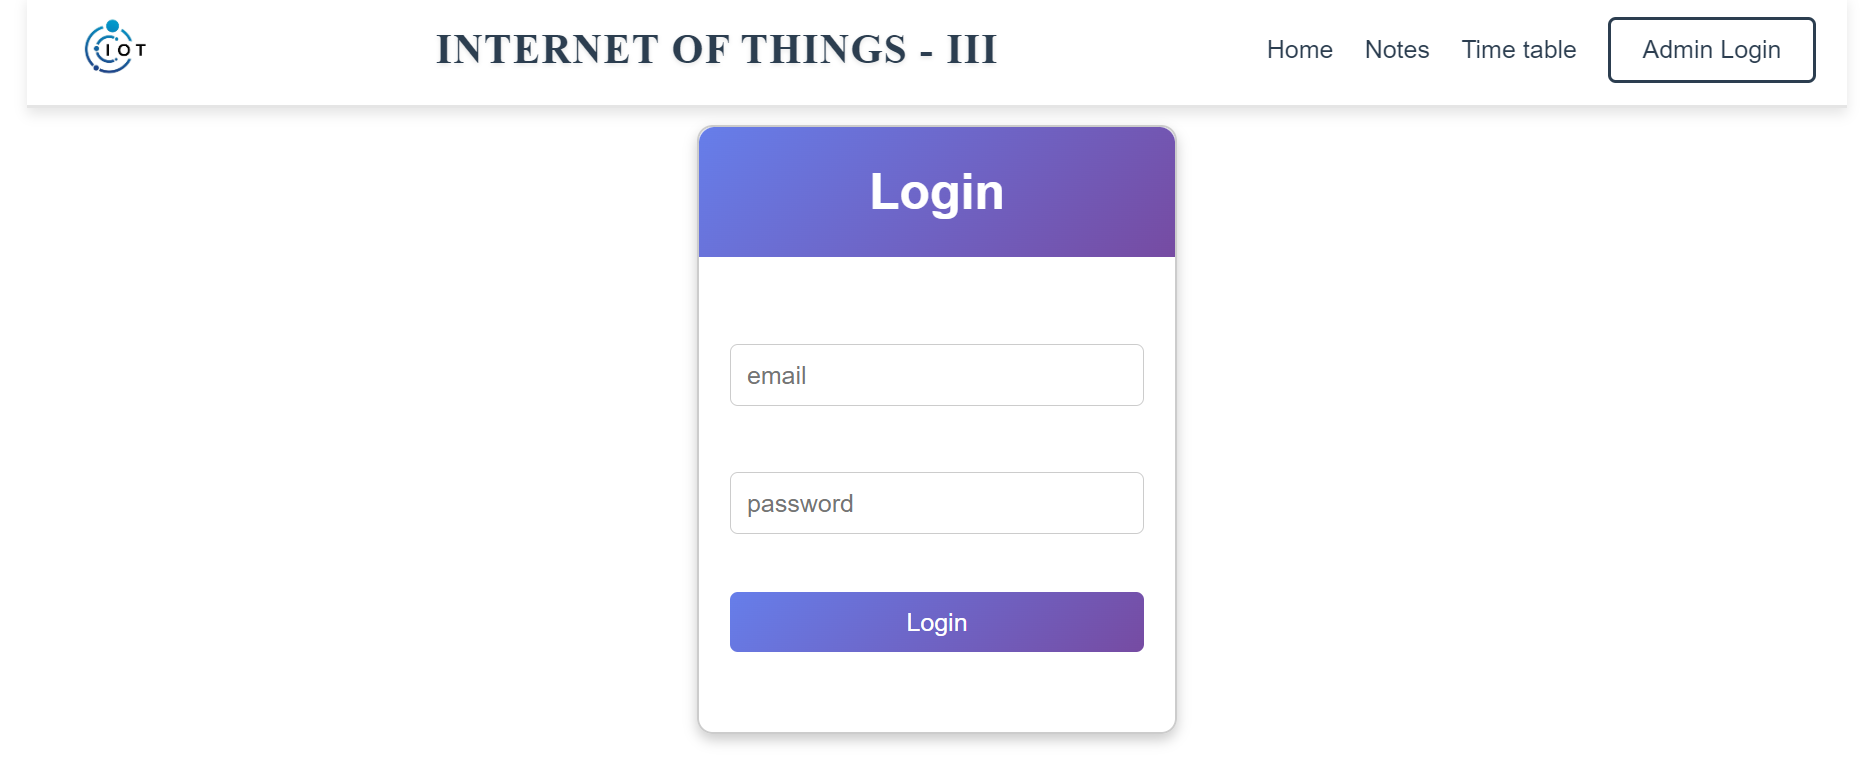 IOT
INTERNET OF THINGS - III
Home
Notes
Time table
Admin Login
Login
email
password
Login